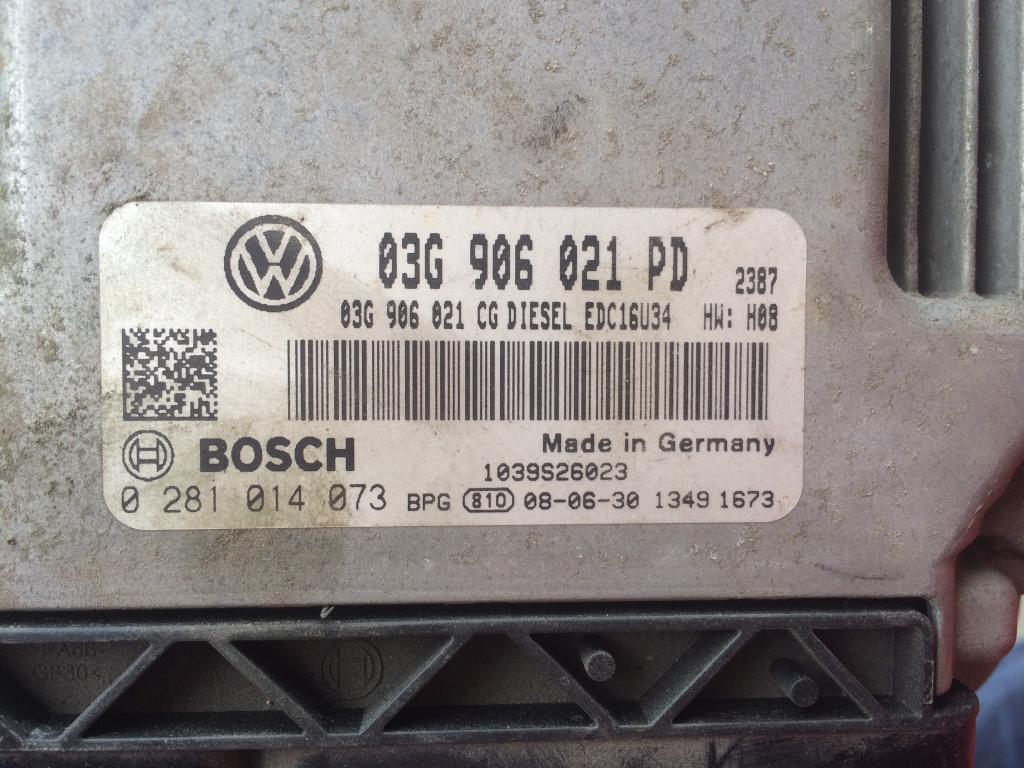 03G 906 021 PD 2387
03G 906 021 CG DIESEL EDC16U34 HW: H08
BOSCH
Made in Germany
1039S26023
0 281 014 073 BPG 810 08-06-30 1349 1673
GF30<